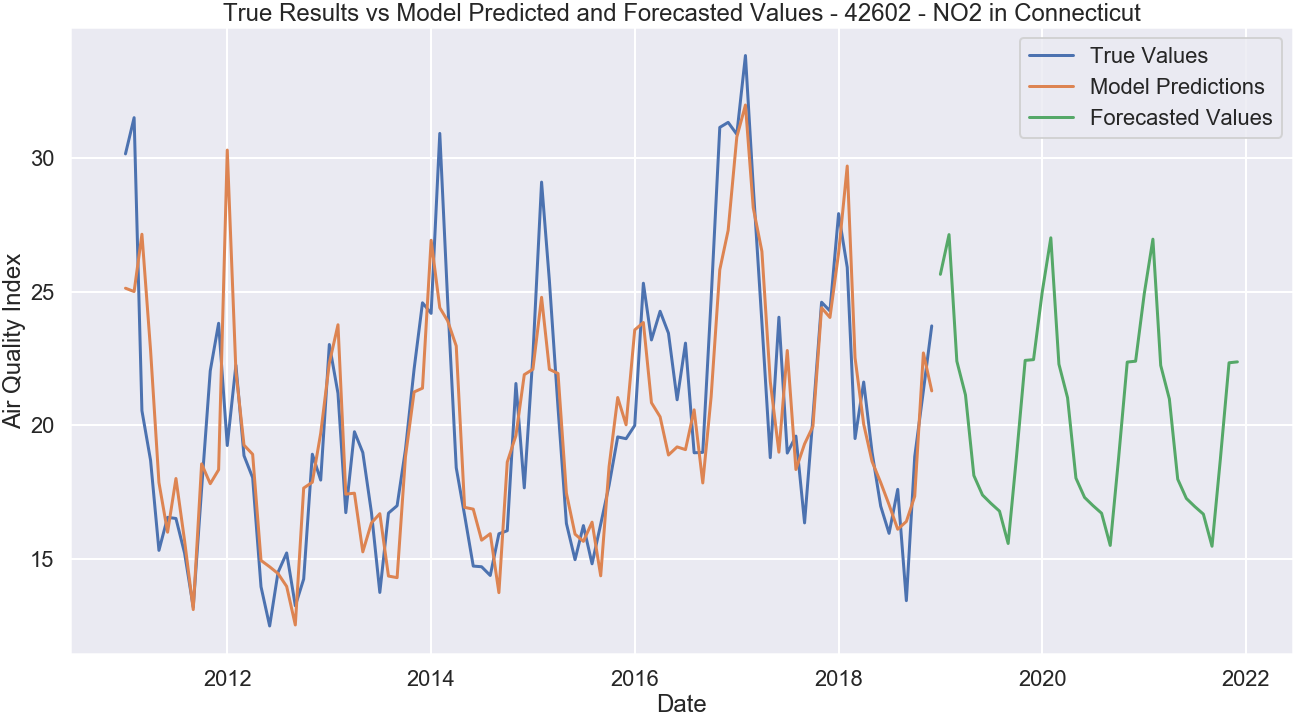 True Results vs Model Predicted and Forecasted Values - 42602 - NO2 in Connecticut
True Values
Model Predictions
Forecasted Values
Air Quality Index
30
25
20
15
2012 2014 2016 2018 2020 2022
Date